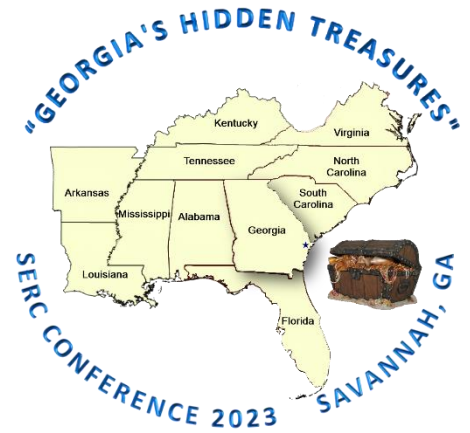 "GEORGIA'S HIDDEN TREASURES"
Kentucky
Virginia
Tennessee
North
Carolina
Arkansas
South
Carolina
Mississippi
Alabama
Georgia
Louisiana
Florida
SERC CONFERENCE 2023
SAVANNAH, GA